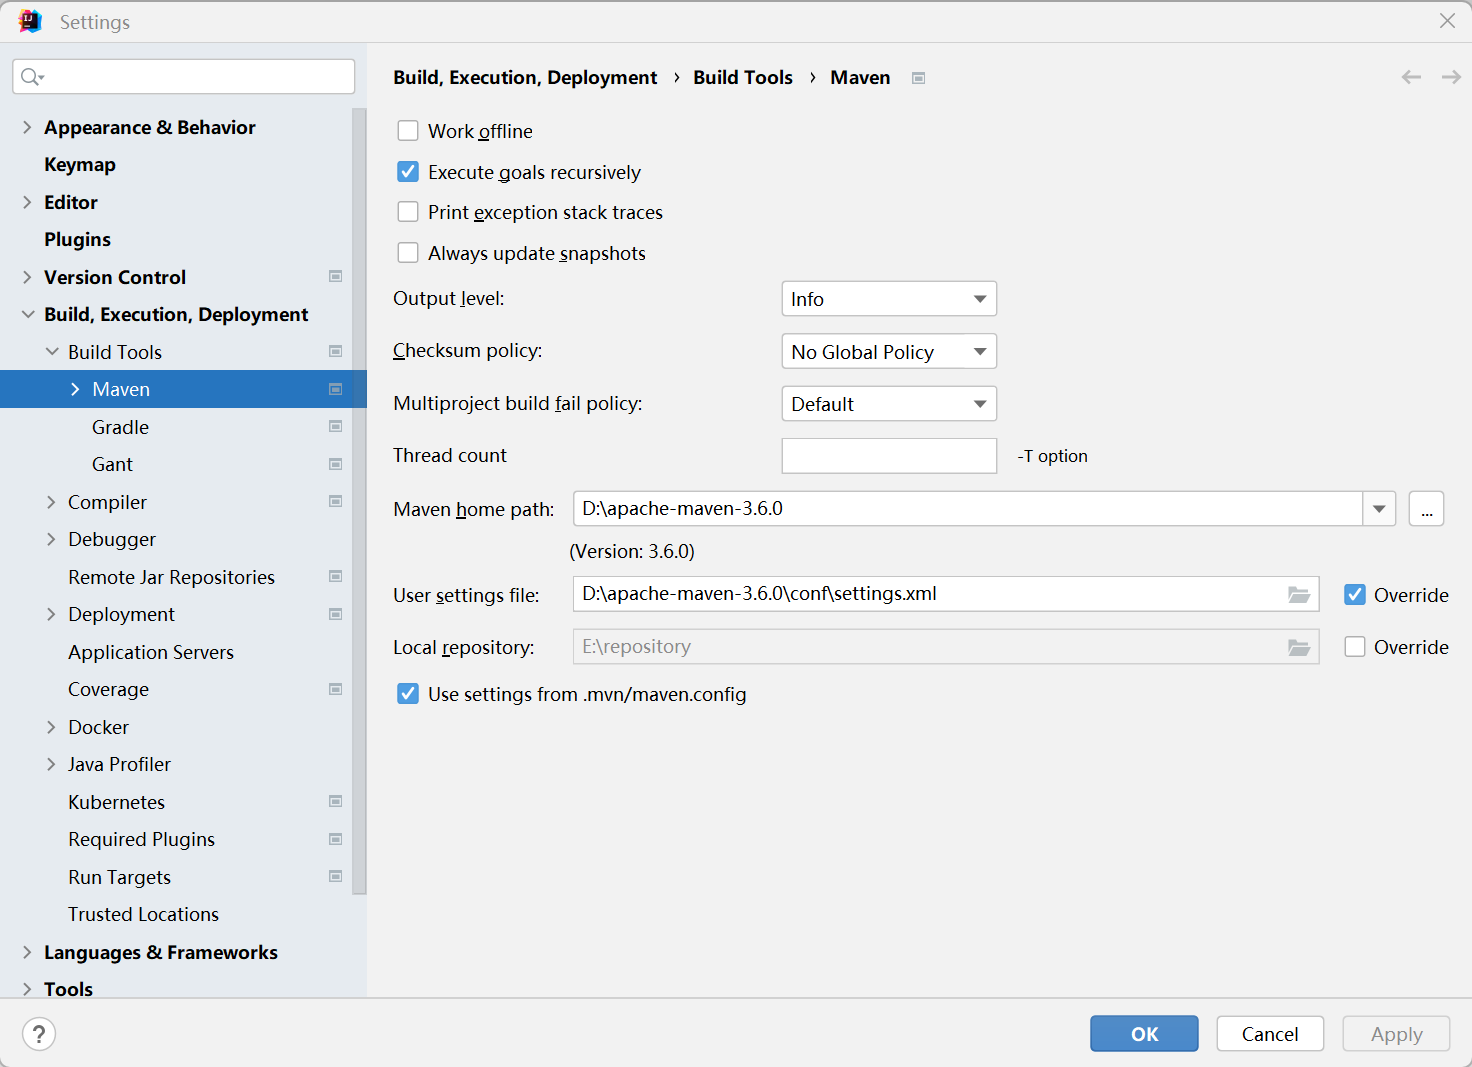 Settings
Appearance & Behavior
Keymap
Editor
Plugins
Version Control
Build, Execution, Deployment
Build Tools
Maven
Gradle
Gant
Compiler
Debugger
Remote Jar Repositories
Deployment
Application Servers
Coverage
Docker
Java Profiler
Kubernetes
Required Plugins
Run Targets
Trusted Locations
Languages & Frameworks
Tools
Build, Execution, Deployment › Build Tools › Maven
Work offline
Execute goals recursively
Print exception stack traces
Always update snapshots
Output level: Info
Checksum policy: No Global Policy
Multiproject build fail policy: Default
Thread count -T option
Maven home path: D:\apache-maven-3.6.0 ...
(Version: 3.6.0)
User settings file: D:\apache-maven-3.6.0\conf\settings.xml Override
Local repository: E:\repository Override
Use settings from .mvn/maven.config
? OK Cancel Apply